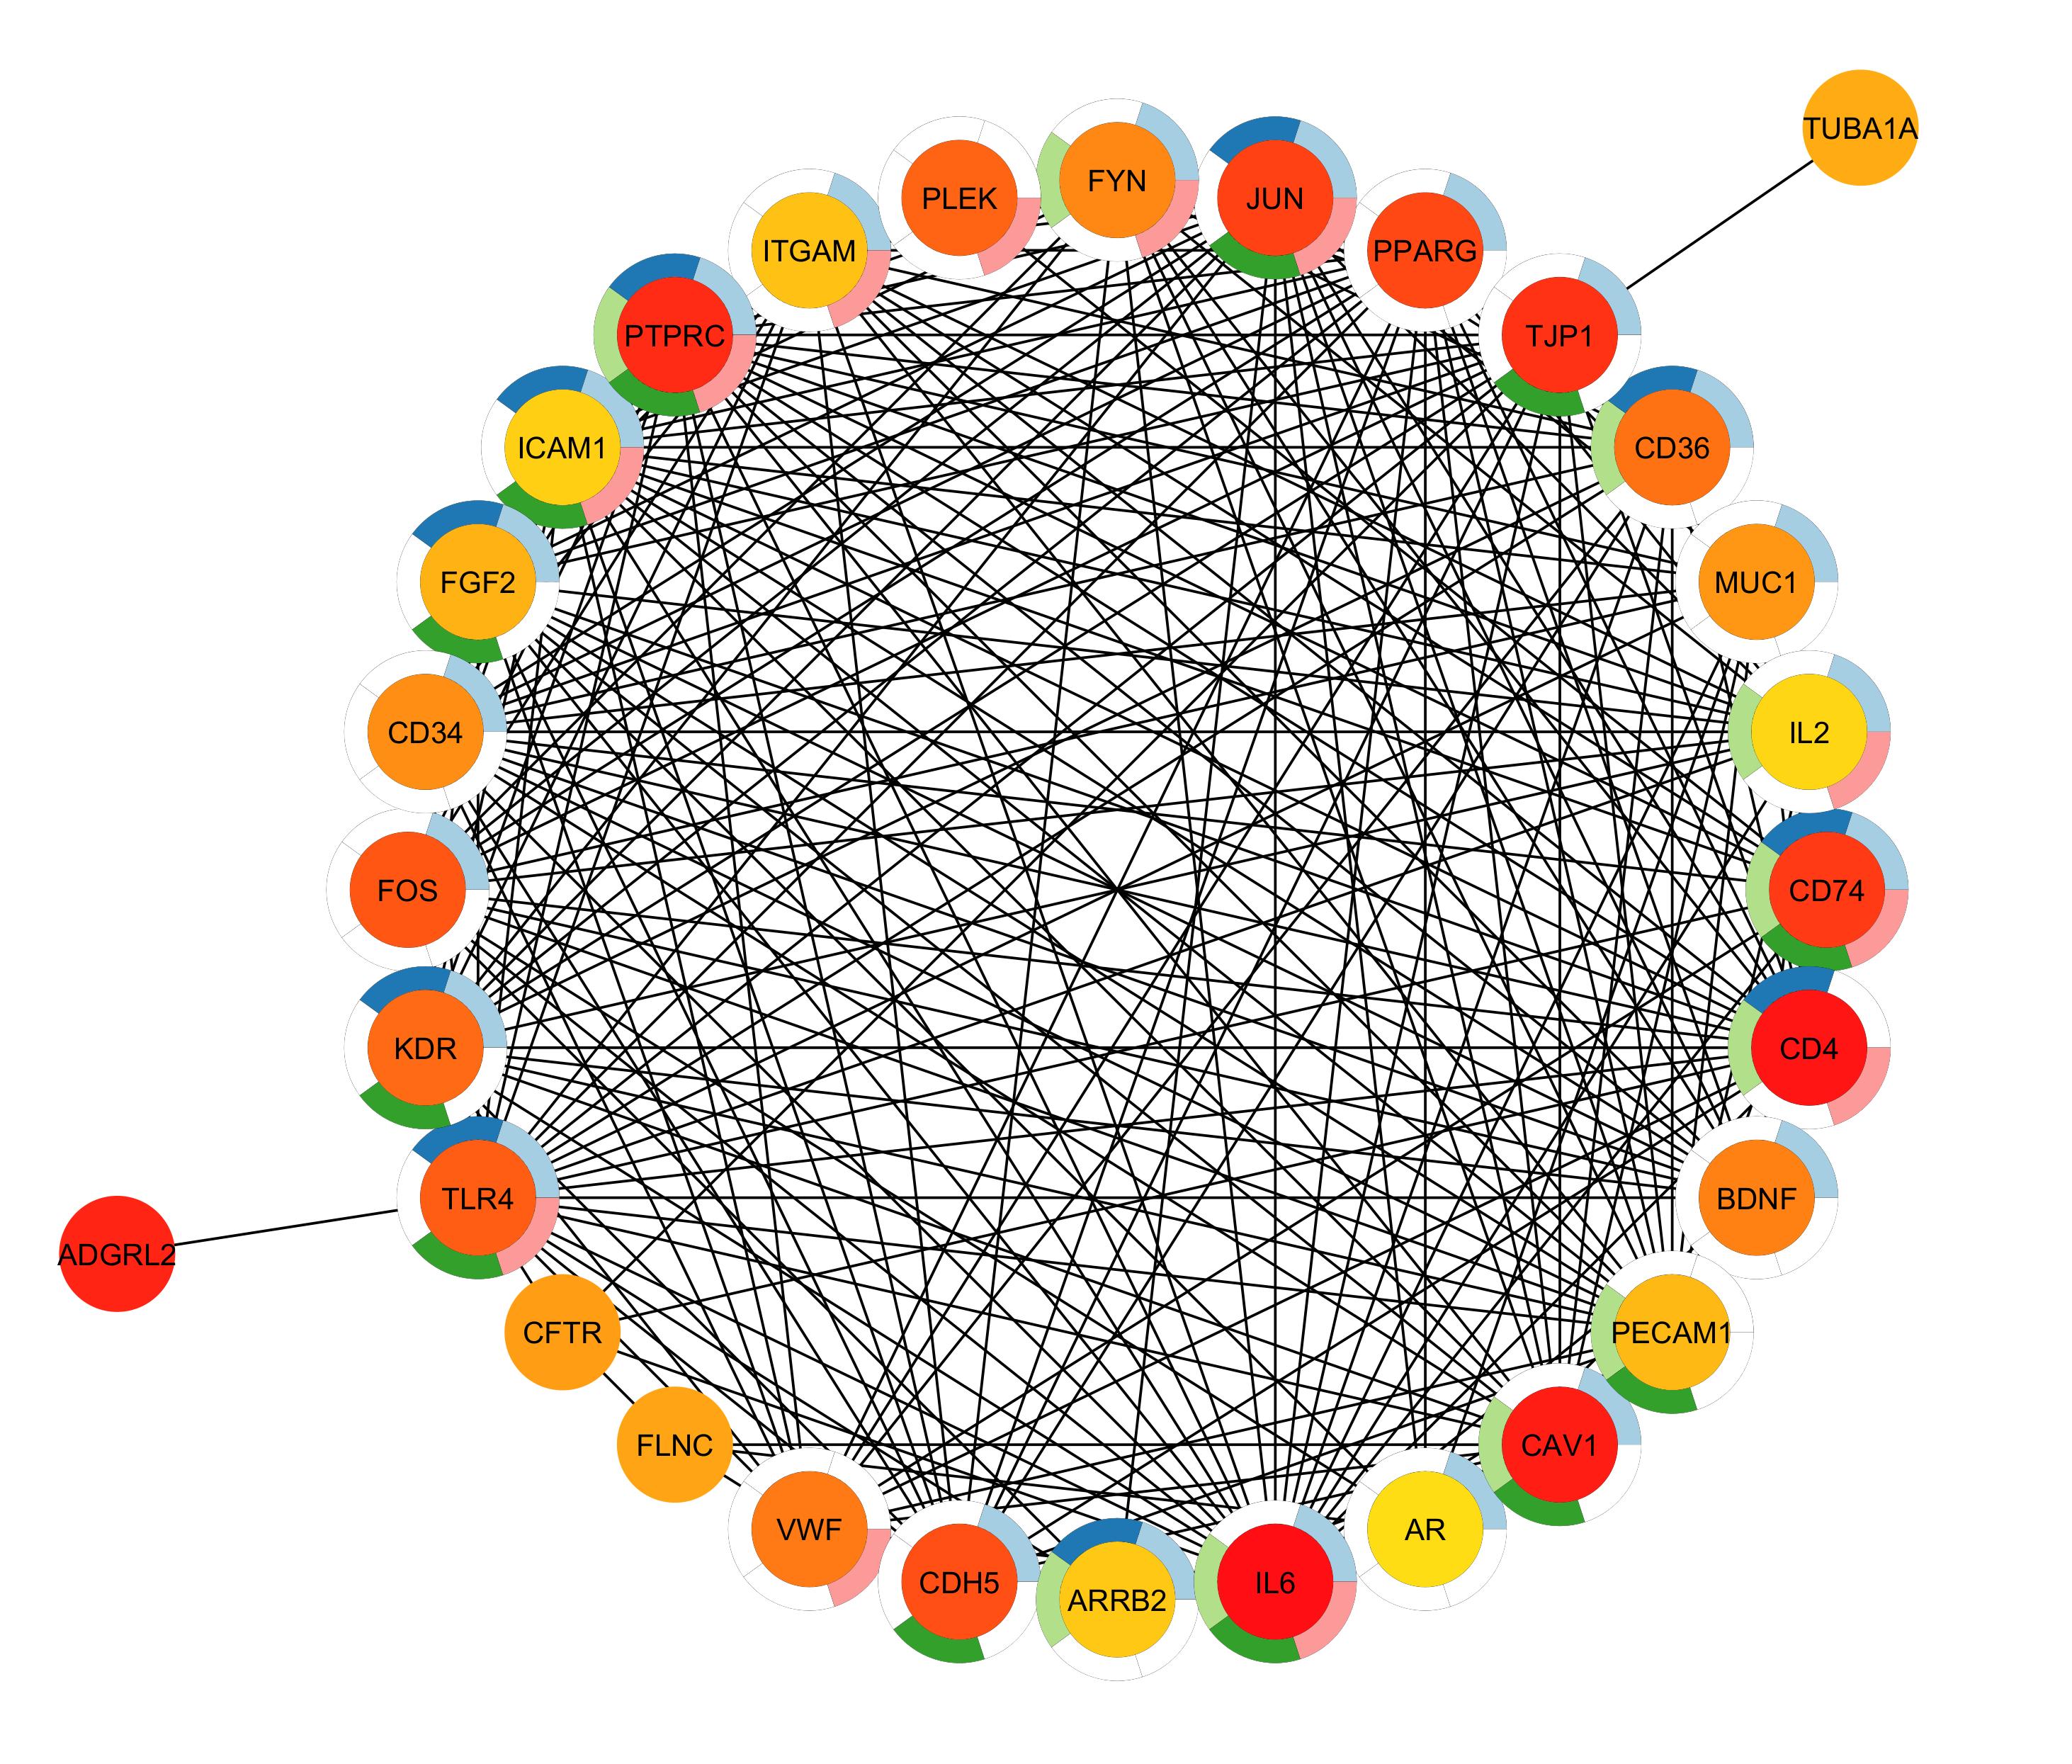 TUBA1A
FYN
PLEK
JUN
ITGAM
PPARG
PTPRC
TJP1
ICAM1
CD36
FGF2
MUC1
CD34
IL2
FOS
CD74
KDR
CD4
TLR4
BDNF
ADGRL2
CFTR
PECAM1
FLNC
CAV1
VWF
AR
CDH5
IL6
ARRB2